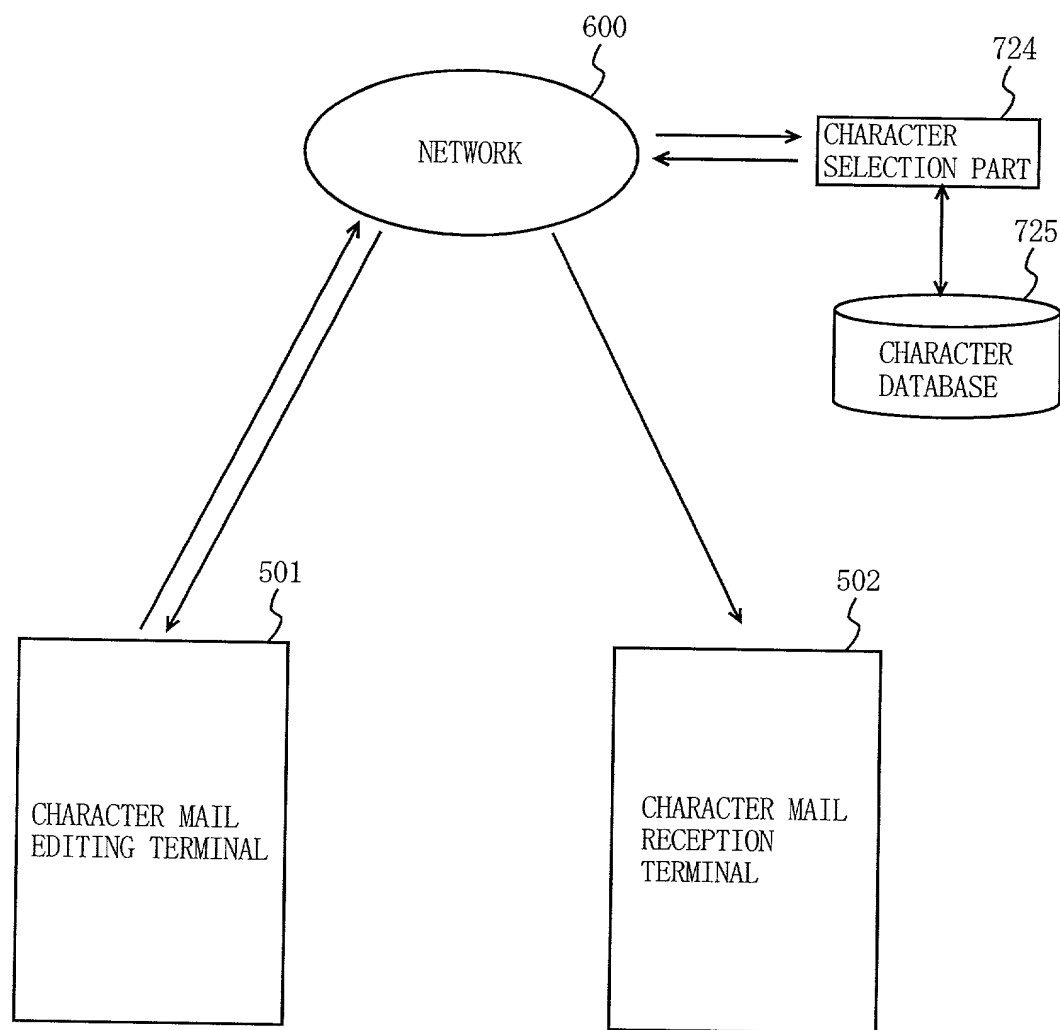 600
724
NETWORK
CHARACTER
SELECTION PART
725
CHARACTER
DATABASE
501
502
CHARACTER MAIL
EDITING TERMINAL
CHARACTER MAIL
RECEPTION
TERMINAL